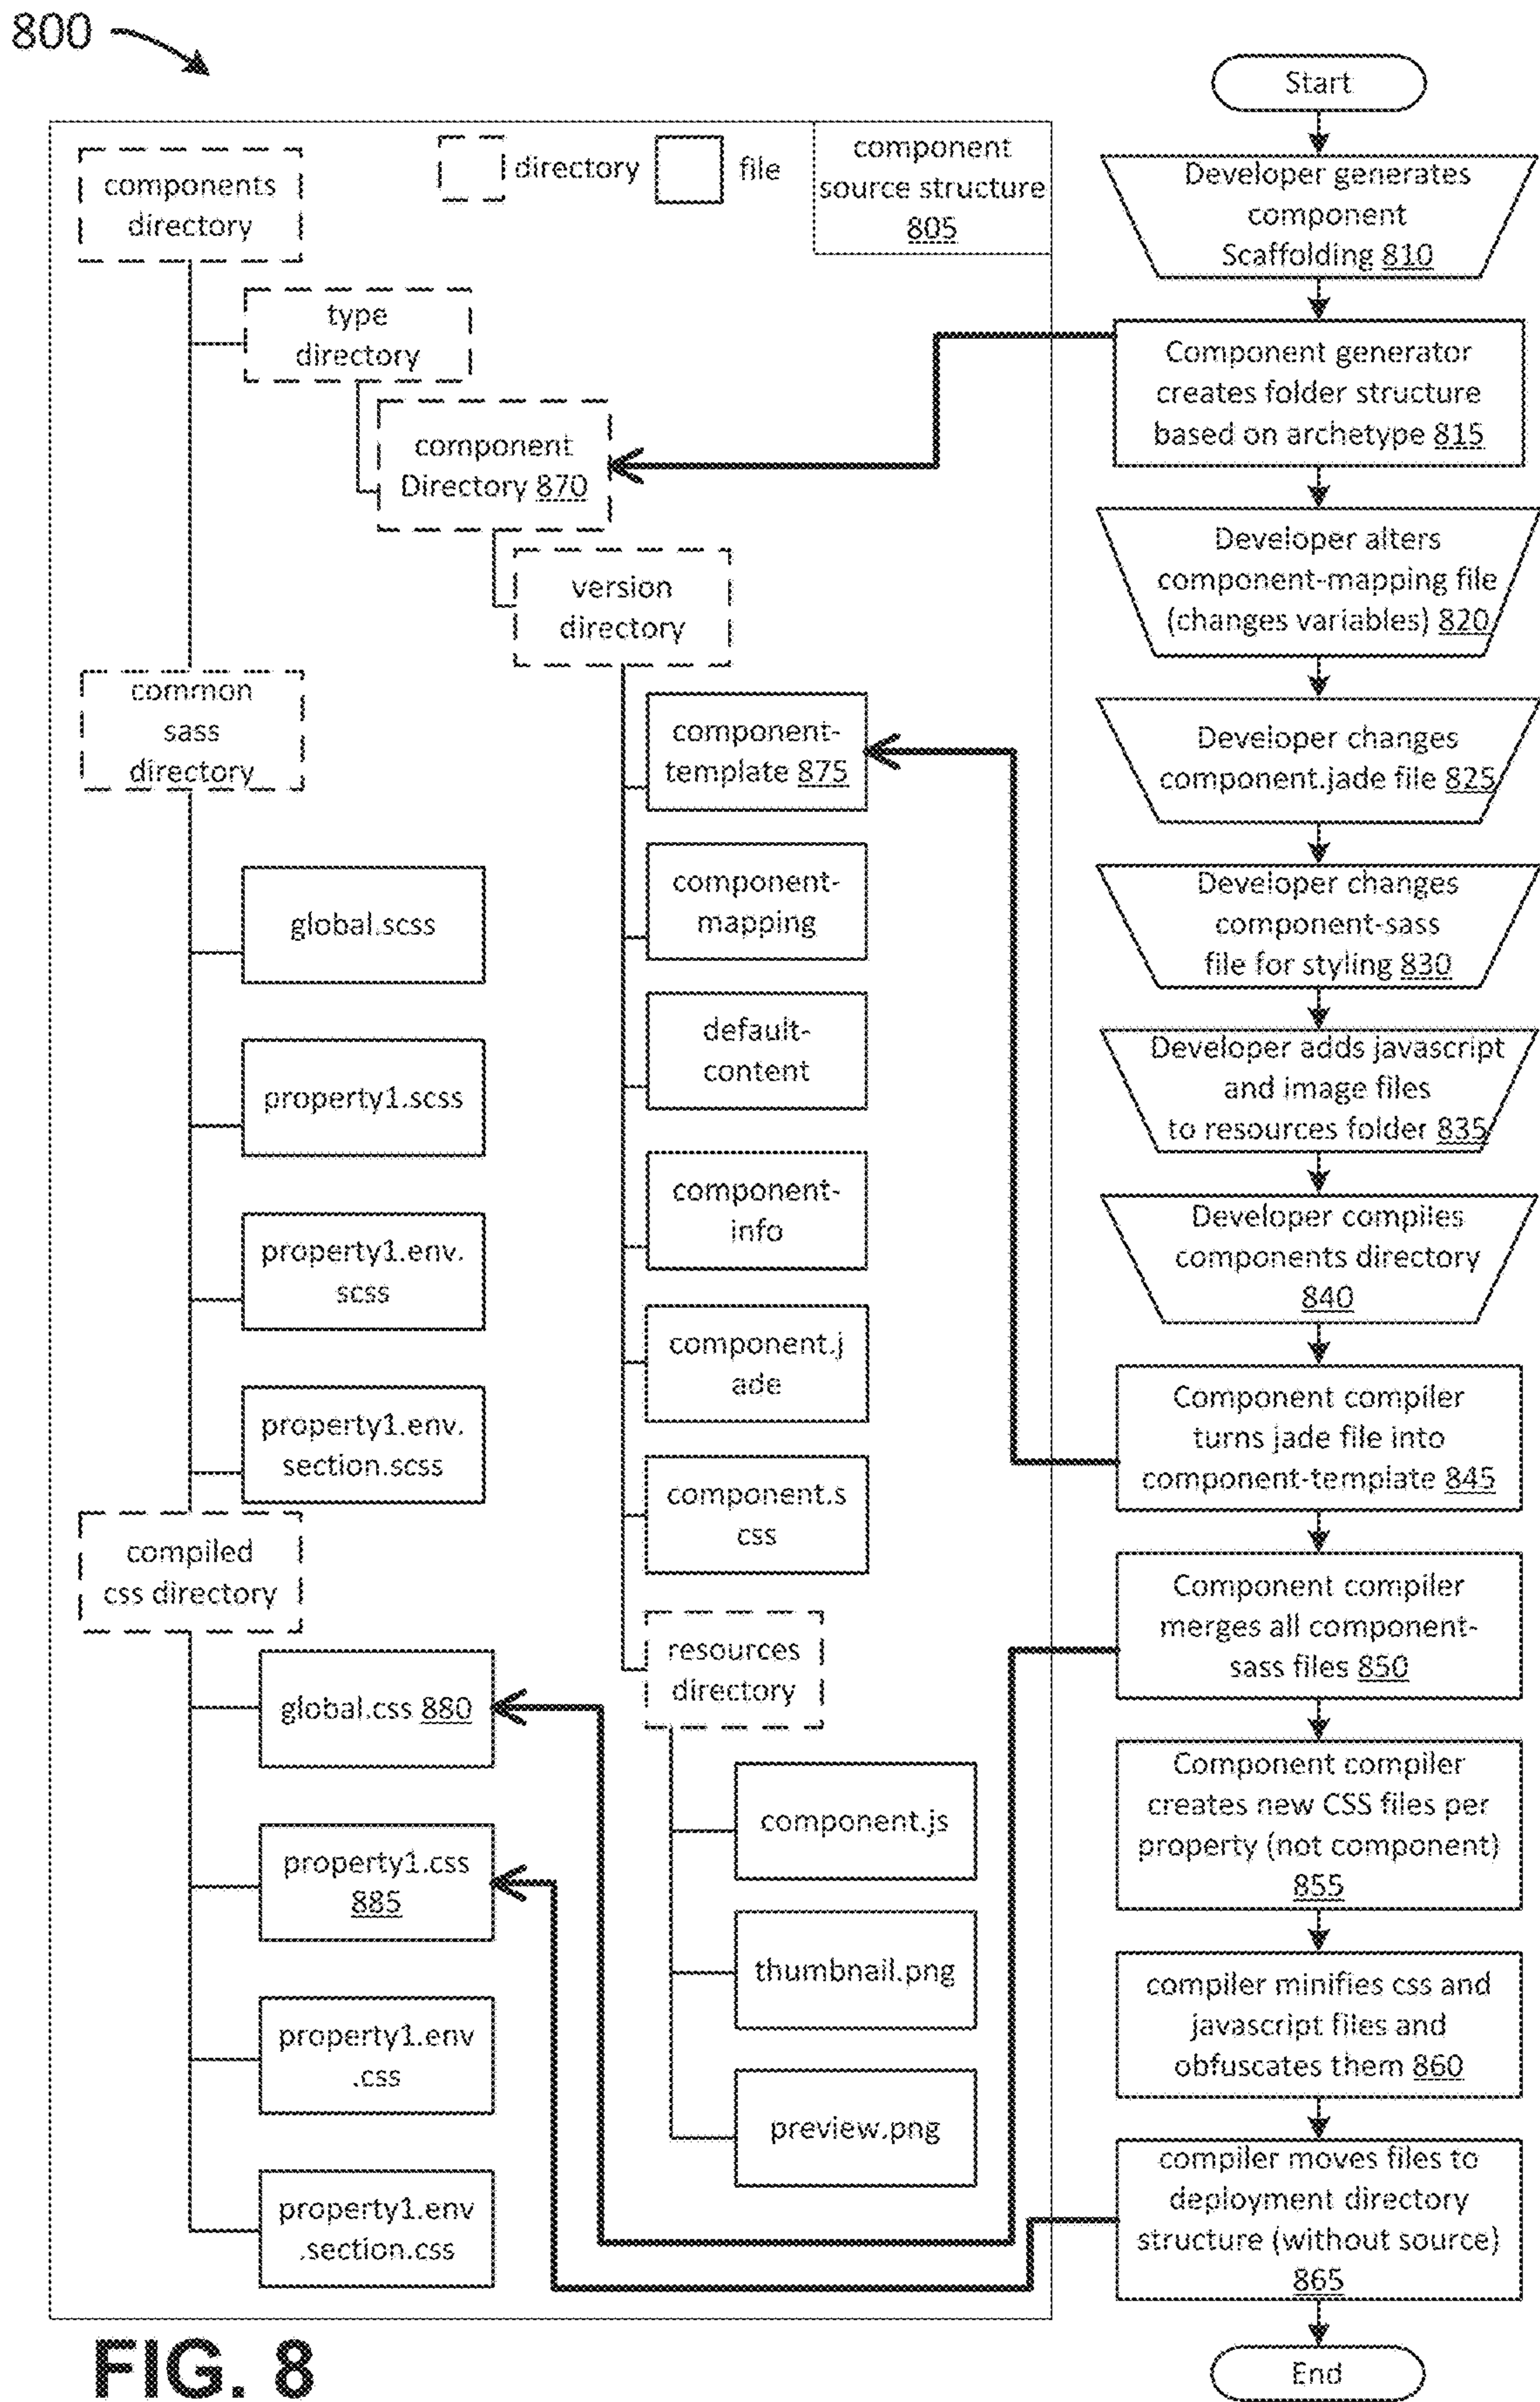 800
component
source structure
805
directory
file
components
directory
type
directory
component
Directory 870
version
directory
common
sass
directory
component-
template 875
component-
mapping
default-
content
component-
info
component.j
ade
component.s
css
resources
directory
component.js
thumbnail.png
preview.png
global.scss
property1.scss
property1.env.
scss
property1.env.
section.scss
compiled
css directory
global.css 880
property1.css
885
property1.env
.css
property1.env
.section.css
Start
Developer generates
component
Scaffolding 810
Component generator
creates folder structure
based on archetype 815
Developer alters
component-mapping file
(changes variables) 820
Developer changes
component.jade file 825
Developer changes
component-sass
file for styling 830
Developer adds javascript
and image files
to resources folder 835
Developer compiles
components directory
840
Component compiler
turns jade file into
component-template 845
Component compiler
merges all component-
sass files 850
Component compiler
creates new CSS files per
property (not component)
855
compiler minifies css and
javascript files and
obfuscates them 860
compiler moves files to
deployment directory
structure (without source)
865
End
FIG. 8